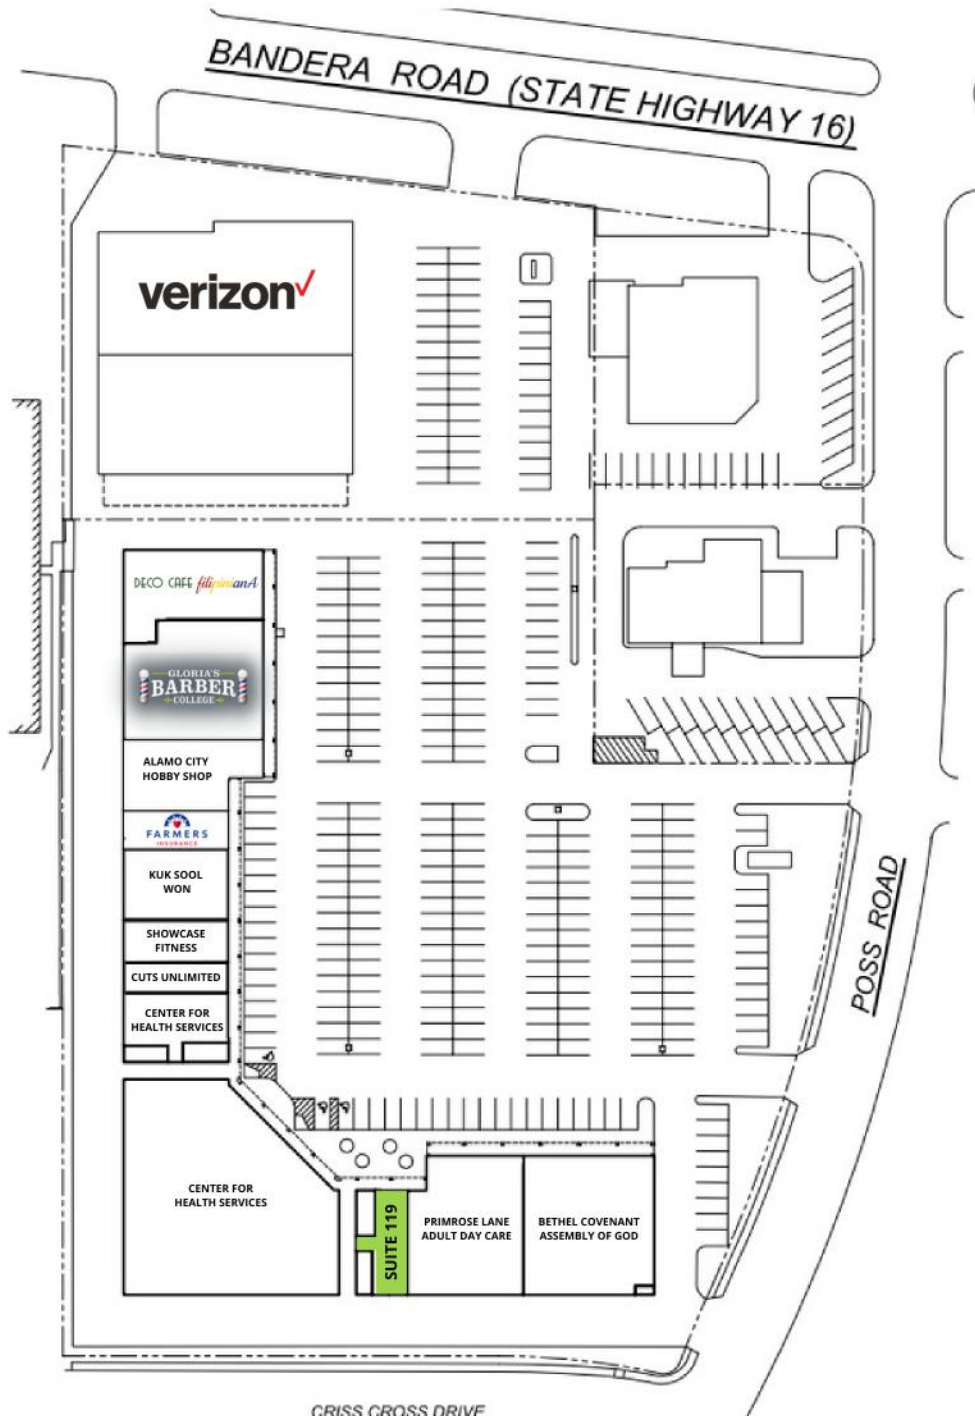 BANDERA ROAD (STATE HIGHWAY 16)
verizon
DECO CAFE filipinianA
GLORIA'S
BARBER
COLLEGE
ALAMO CITY
HOBBY SHOP
FARMERS
INSURANCE
KUK SOOL
WON
SHOWCASE
FITNESS
CUTS UNLIMITED
CENTER FOR
HEALTH SERVICES
POSS ROAD
CENTER FOR
HEALTH SERVICES
SUITE 119
PRIMROSE LANE
ADULT DAY CARE
BETHEL COVENANT
ASSEMBLY OF GOD
CRISS CROSS DRIVE